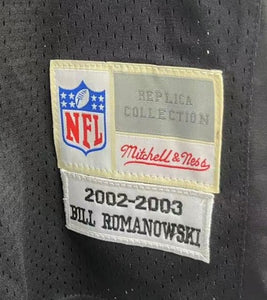 NFL
REPLICA
COLLECTION
Mitchell & Ness
2002-2003
BILL ROMANOWSKI